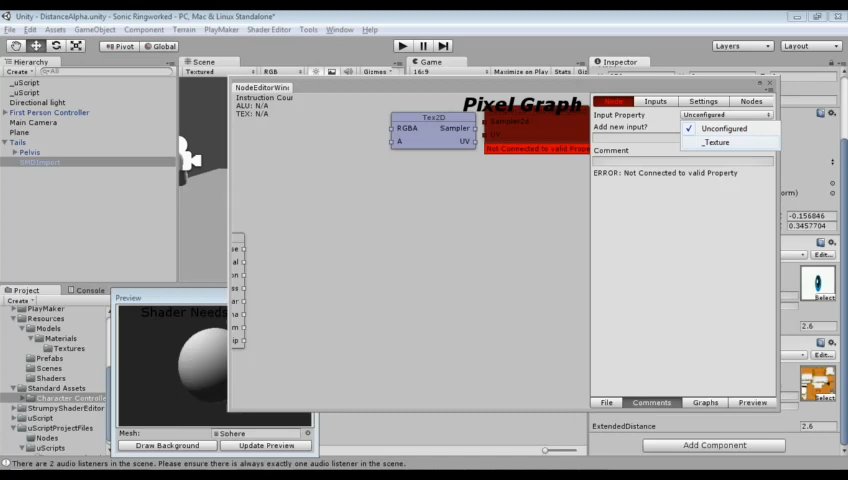 Unity - DistanceAlpha.unity - Sonic Ringworked - PC, Mac & Linux Standalone*
File Edit Assets GameObject Component Terrain PlayMaker Shader Editor Tools Window Help
Pivot Global Layers Layout
Hierarchy Scene Game Inspector
Create All Textured RGB Gizmos 16:9 Maximize on Play Stats
_uScript
_uScript
Directional light
First Person Controller
Main Camera
Plane
Tails
Pelvis
SMDImport
NodeEditorWind
Instruction Cour
ALU: N/A
TEX: N/A
Pixel Graph
Tex2D
RGBA Sampler
A UV
Sampler2d
UV
Not Connected to valid Prope
Node Inputs Settings Nodes
Input Property Unconfigured
Add new input?
Unconfigured
_Texture
Comment
ERROR: Not Connected to valid Property
orm)
-0.156846
0.3457704
Edit...
Select
2.6
Edit...
Select
ExtendedDistance 2.6
Add Component
File Comments Graphs Preview
Project Console
Create
PlayMaker
Resources
Models
Materials
Textures
Prefabs
Scenes
Shaders
Standard Assets
Character Controlle
StrumpyShaderEditor
uScript
uScriptProjectFiles
Nodes
uScripts
Preview
Shader Needs
Mesh: Sphere
Draw Background Update Preview
There are 2 audio listeners in the scene. Please ensure there is always exactly one audio listener in the scene.